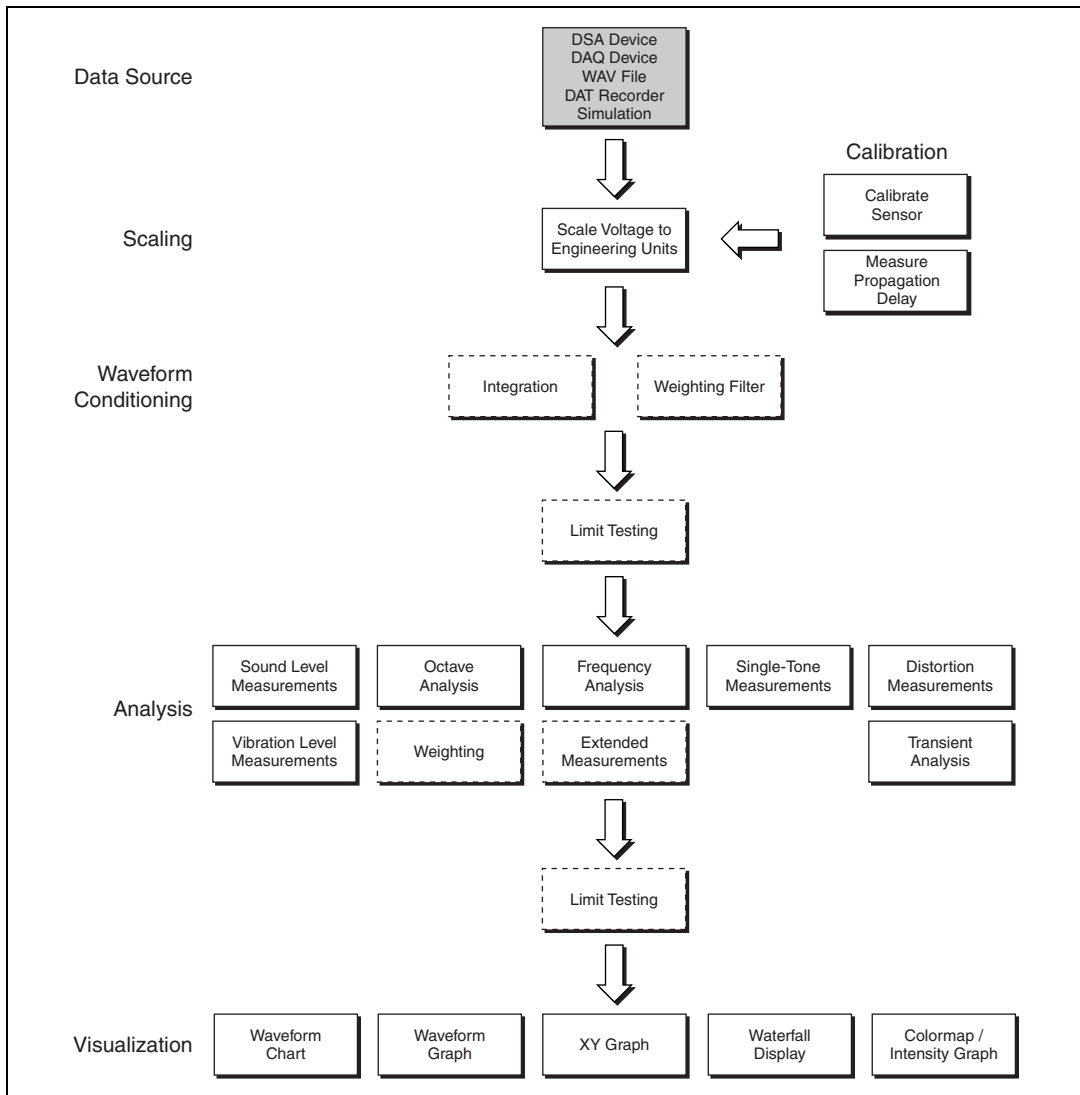 Data Source
DSA Device
DAQ Device
WAV File
DAT Recorder
Simulation
Calibration
Calibrate
Sensor
Scaling
Scale Voltage to
Engineering Units
Measure
Propagation
Delay
Waveform
Conditioning
Integration
Weighting Filter
Limit Testing
Analysis
Sound Level
Measurements
Octave
Analysis
Frequency
Analysis
Single-Tone
Measurements
Distortion
Measurements
Vibration Level
Measurements
Weighting
Extended
Measurements
Transient
Analysis
Limit Testing
Visualization
Waveform
Chart
Waveform
Graph
XY Graph
Waterfall
Display
Colormap /
Intensity Graph